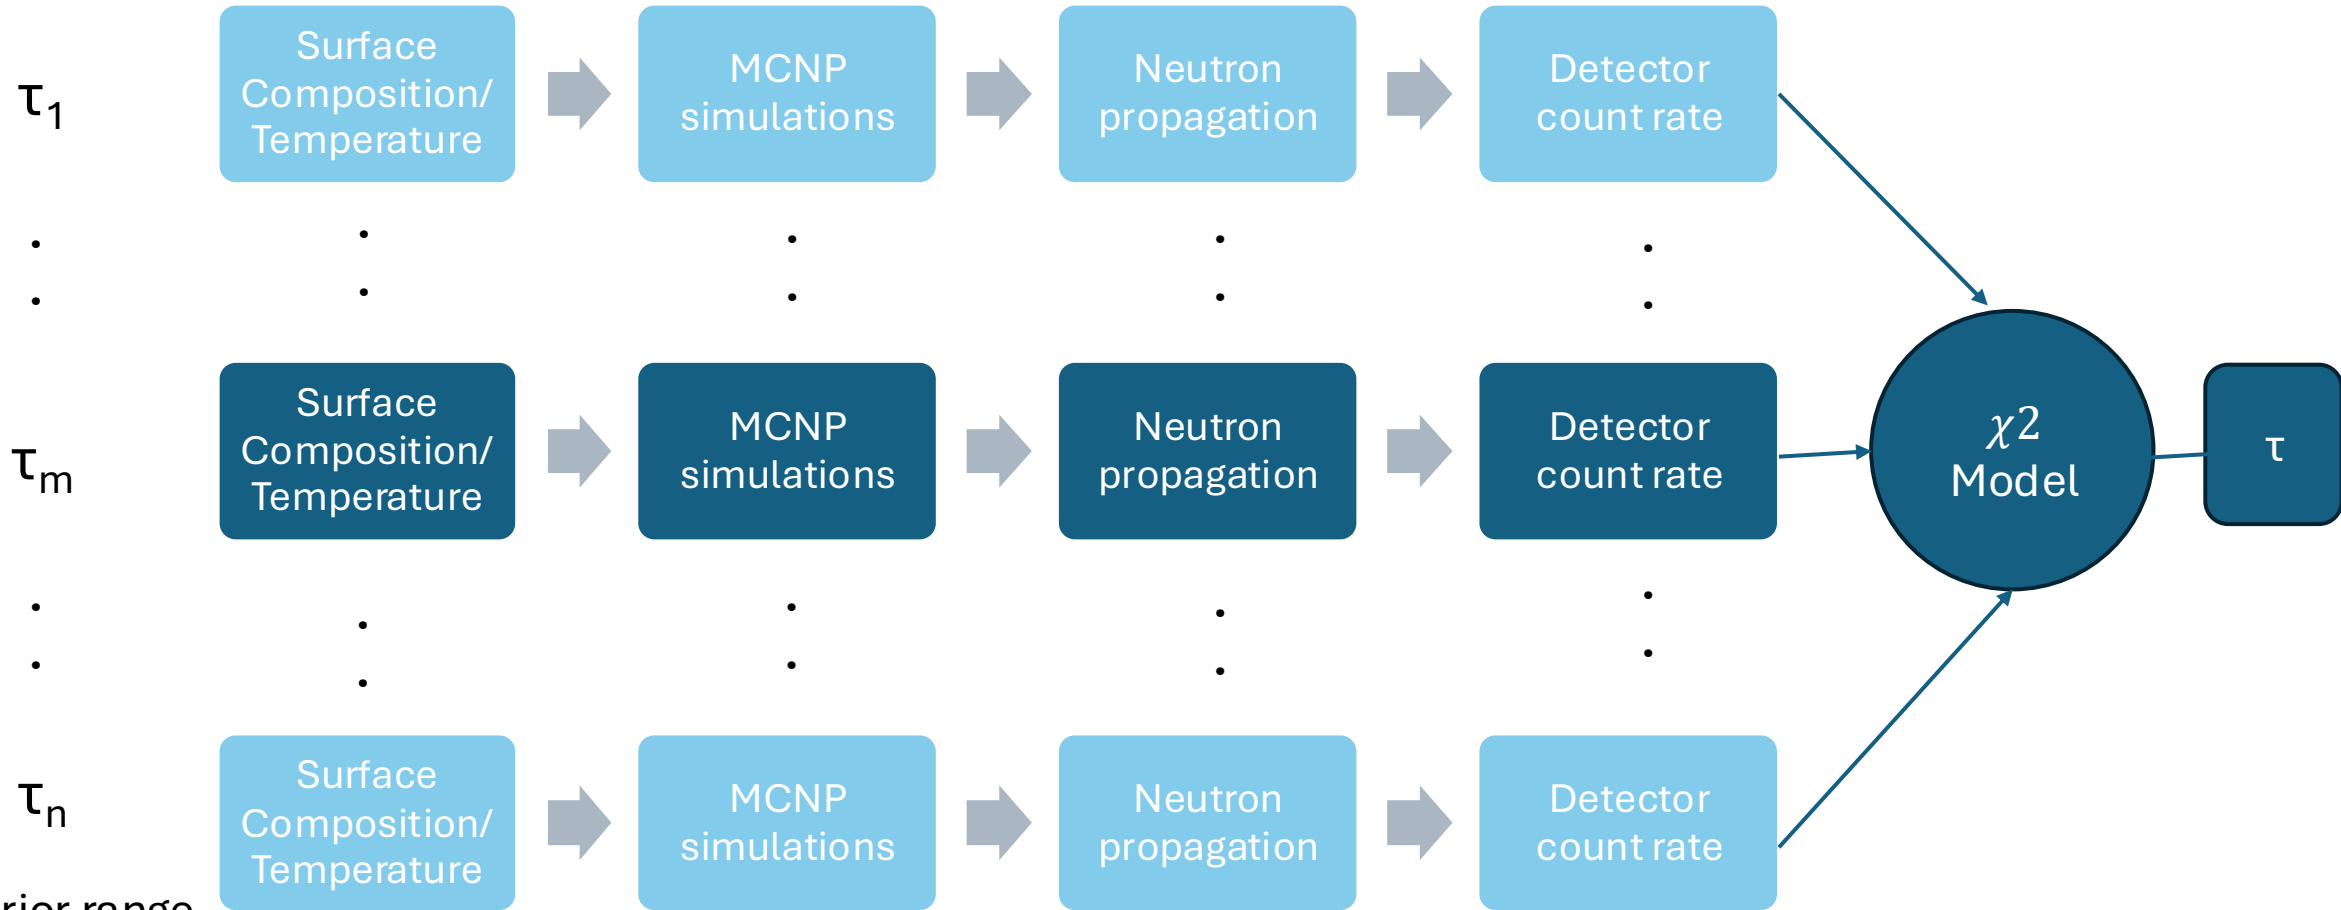 τ1
Surface
Composition/
Temperature
MCNP
simulations
Neutron
propagation
Detector
count rate
τm
Surface
Composition/
Temperature
MCNP
simulations
Neutron
propagation
Detector
count rate
χ2
Model
τ
τn
Surface
Composition/
Temperature
MCNP
simulations
Neutron
propagation
Detector
count rate
range